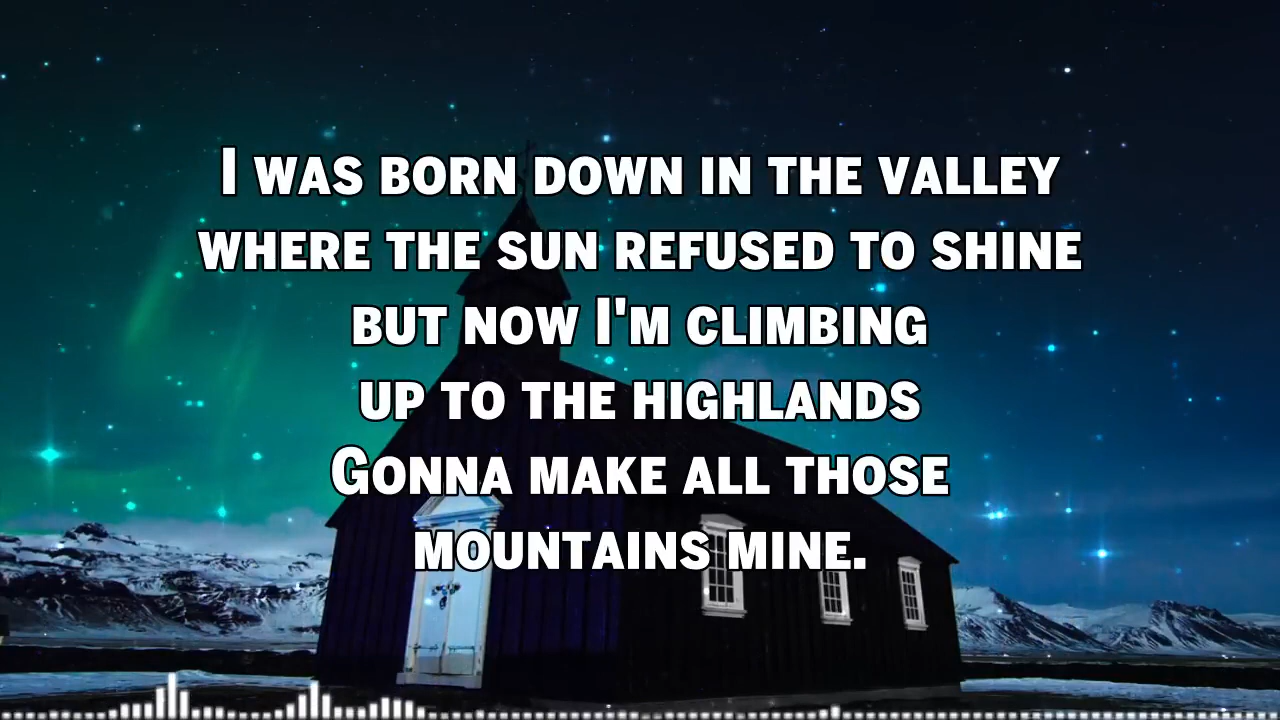 I was born down in the valley
where the sun refused to shine
but now I'm climbing
up to the highlands
Gonna make all those
mountains mine.